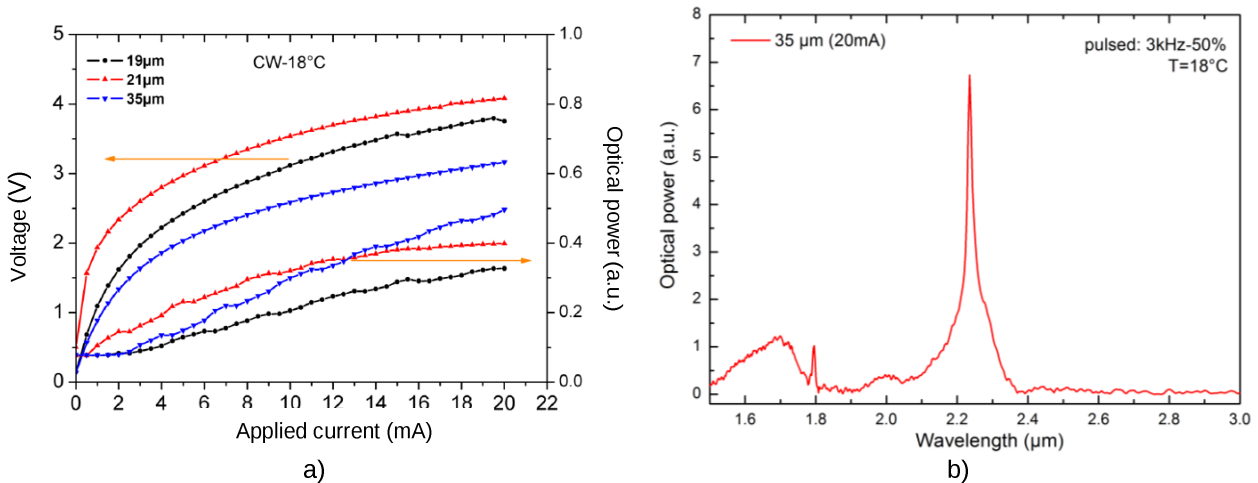 5
4
3
2
1
0
Voltage (V)
CW-18°C
19µm
21µm
35µm
1.0
0.8
0.6
0.4
0.2
0.0
Optical power (a.u.)
0 2 4 6 8 10 12 14 16 18 20 22
Applied current (mA)
a)
8
7
6
5
4
3
2
1
0
Optical power (a.u.)
35 µm (20mA)
pulsed: 3kHz-50%
T=18°C
1.6 1.8 2.0 2.2 2.4 2.6 2.8 3.0
Wavelength (µm)
b)